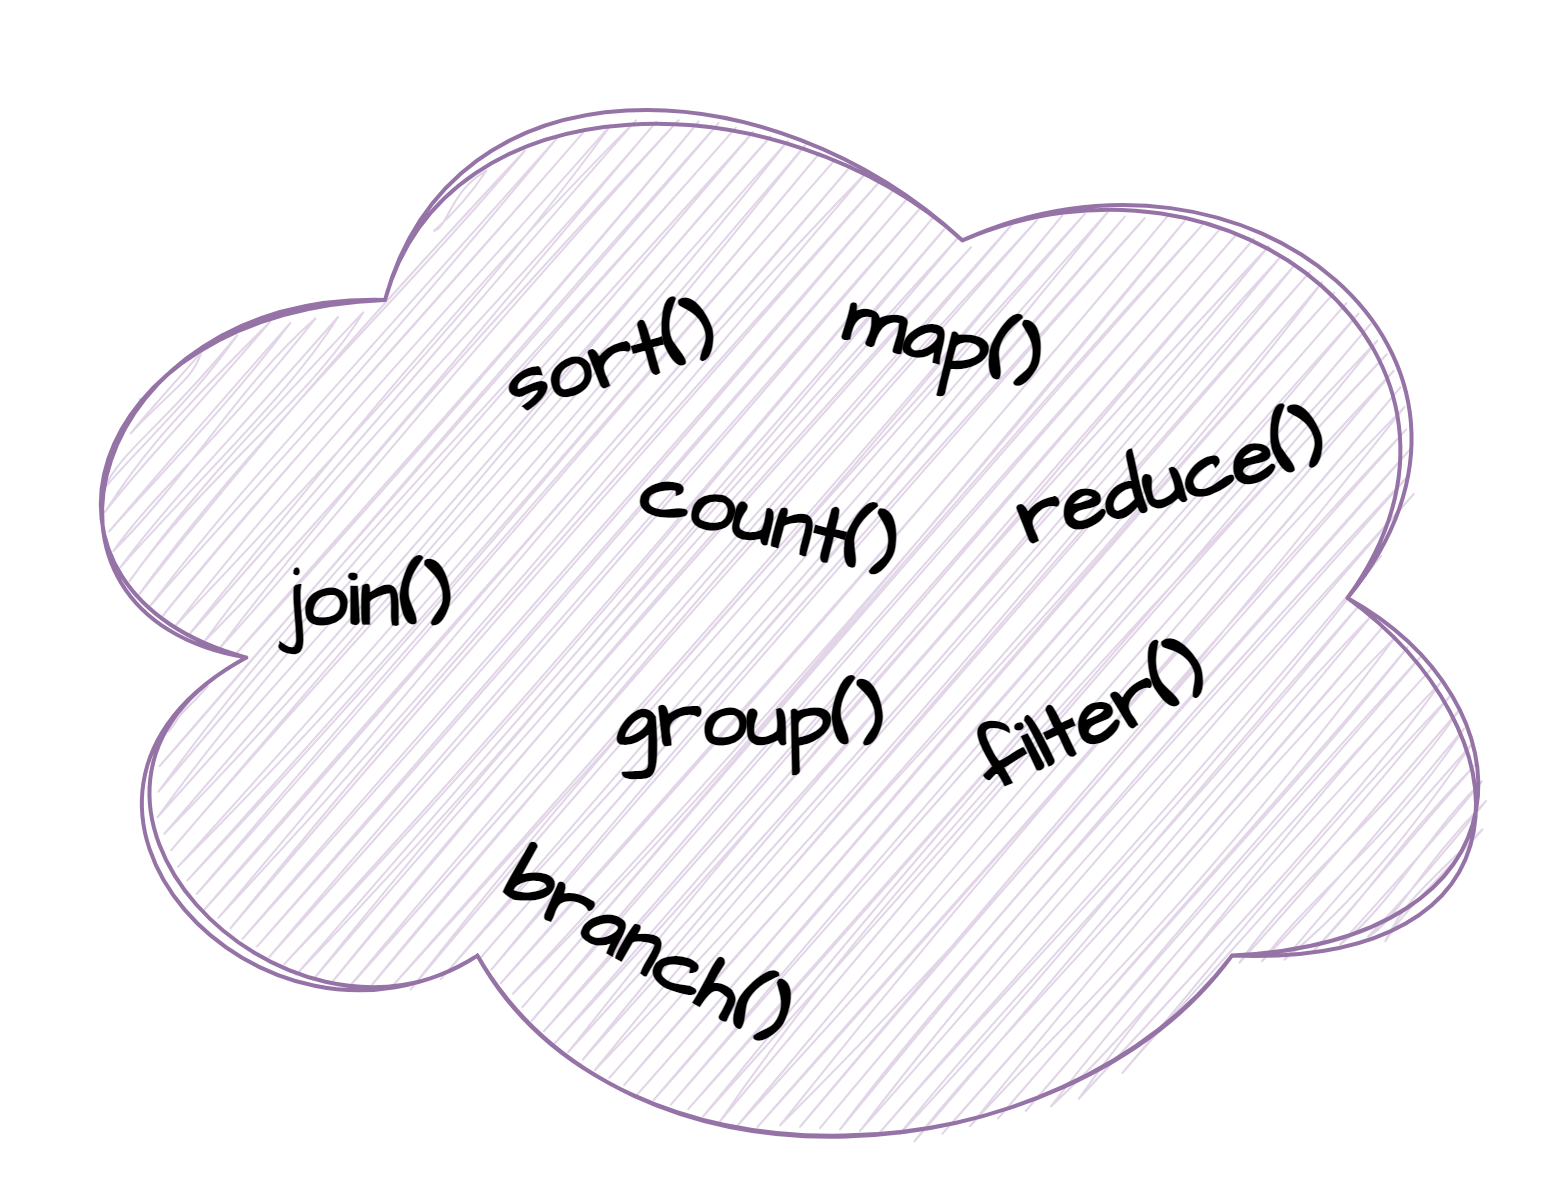 sort()
map()
reduce()
count()
join()
group()
filter()
branch()